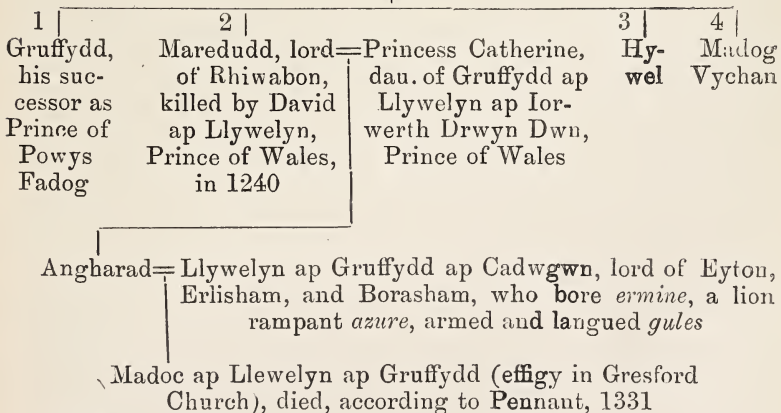 1 2 3 4
Gruffydd, Maredudd, lord=Princess Catherine, Hy- Madog
his suc- of Rhiwabon, dau. of Gruffydd ap wel Vychan
cessor as killed by David Llywelyn ap Ior-
Prince of ap Llywelyn, werth Drwyn Dwn,
Powys Prince of Wales, Prince of Wales
Fadog in 1240
Angharad= Llywelyn ap Gruffydd ap Cadwgwn, lord of Eyton,
Erlisham, and Borasham, who bore ermine, a lion
rampant azure, armed and langued gules
Madoc ap Llewelyn ap Gruffydd (effigy in Gresford
Church), died, according to Pennant, 1331